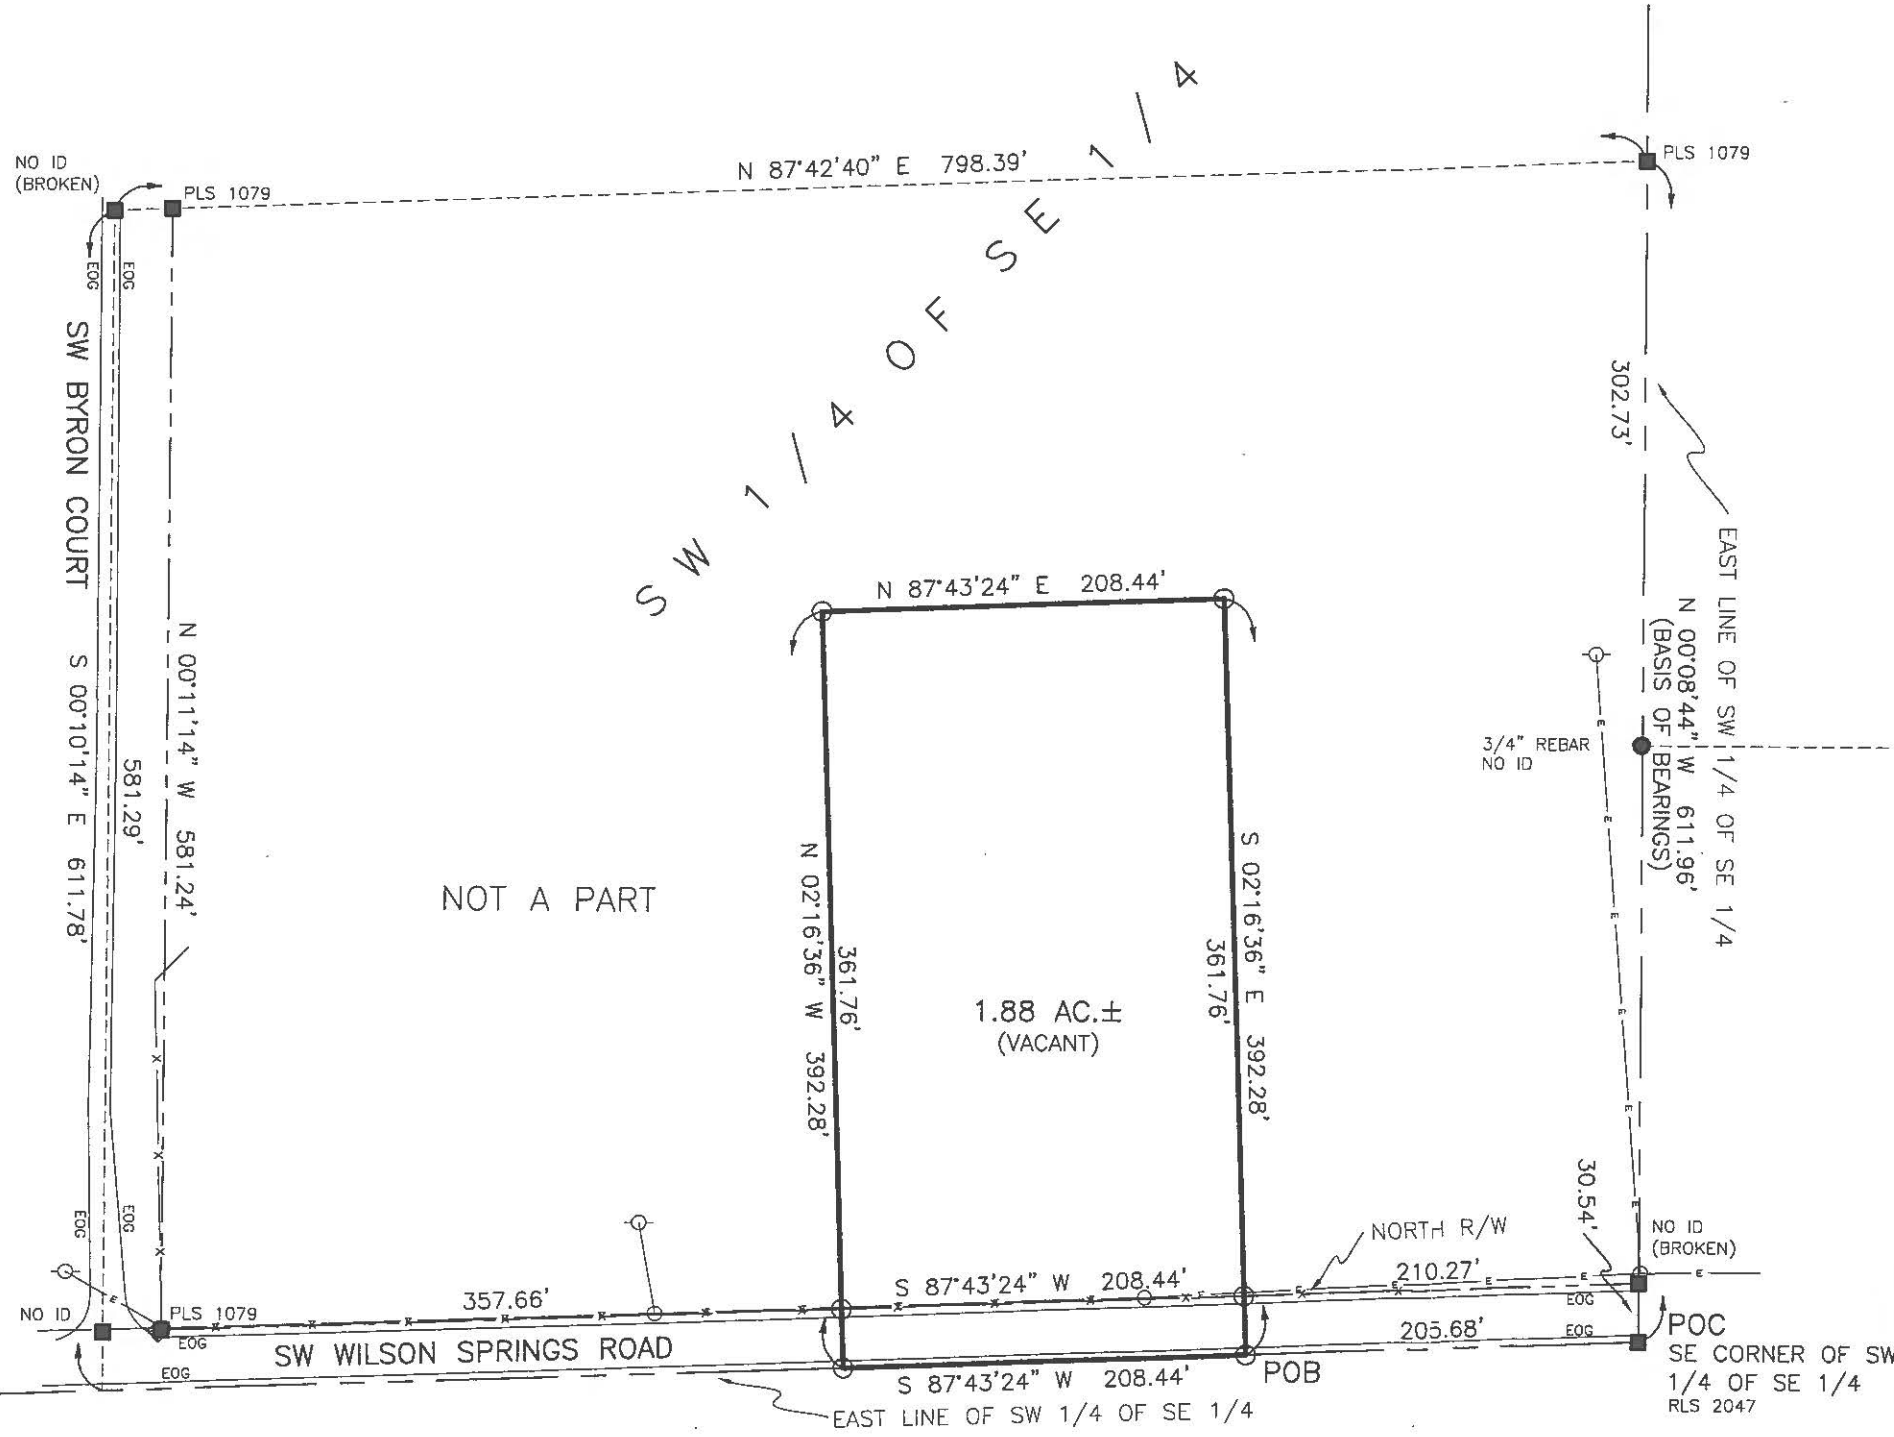 NO ID
(BROKEN)
PLS 1079
N 87°42'40" E 798.39'
PLS 1079
SW 1/4 OF SE 1/4
EOG
EOG
SW BYRON COURT S 00°10'14" E 611.78'
581.29'
N 00°11'14" W 581.24'
302.73'
EAST LINE OF SW 1/4 OF SE 1/4
N 00°08'44" W 611.96'
(BASIS OF BEARINGS)
3/4" REBAR
NO ID
N 87°43'24" E 208.44'
N 02°16'36" W 392.28'
361.76'
S 02°16'36" E 392.28'
361.76'
NOT A PART
1.88 AC.±
(VACANT)
E
E
E
E
E
E
EOG
EOG
30.54'
NO ID
(BROKEN)
NORTH R/W
210.27'
S 87°43'24" W 208.44'
357.66'
E
E
E
E
E
E
NO ID
PLS 1079
EOG
EOG
SW WILSON SPRINGS ROAD
EOG
EOG
205.68'
POC
SE CORNER OF SW
1/4 OF SE 1/4
RLS 2047
POB
S 87°43'24" W 208.44'
EAST LINE OF SW 1/4 OF SE 1/4